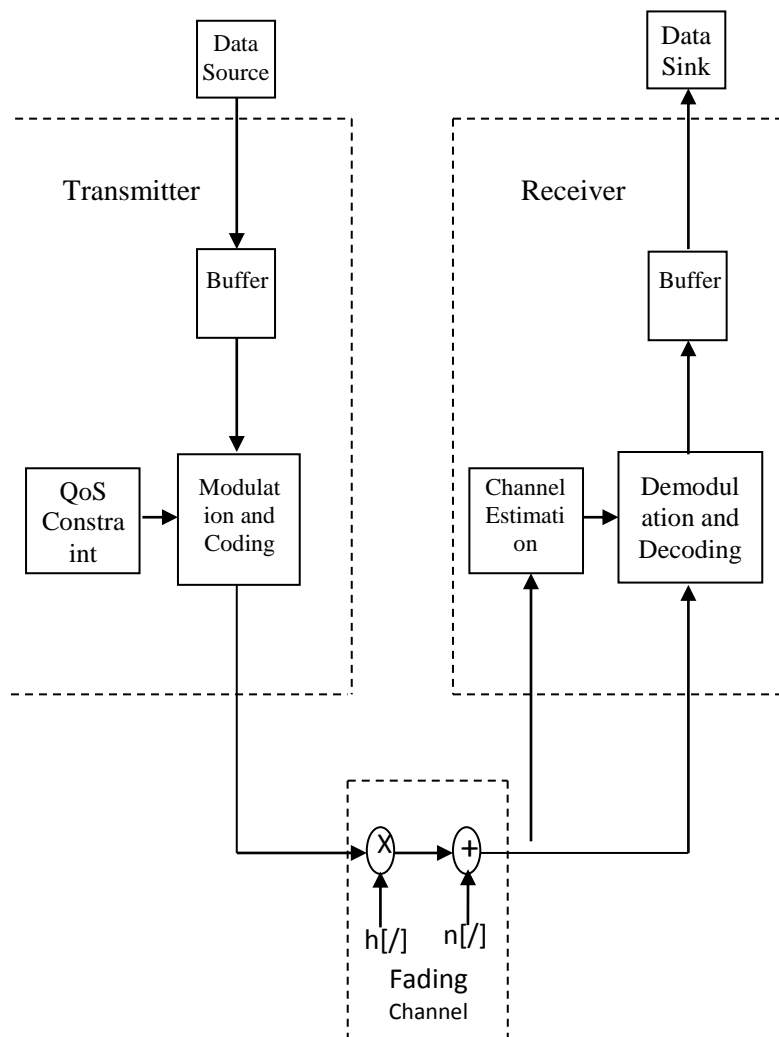 Data
Source
Data
Sink
Transmitter
Receiver
Buffer
Buffer
QoS
Constra
int
Modulat
ion and
Coding
Channel
Estimati
on
Demodul
ation and
Decoding
X
+
h[/]
n[/]
Fading
Channel